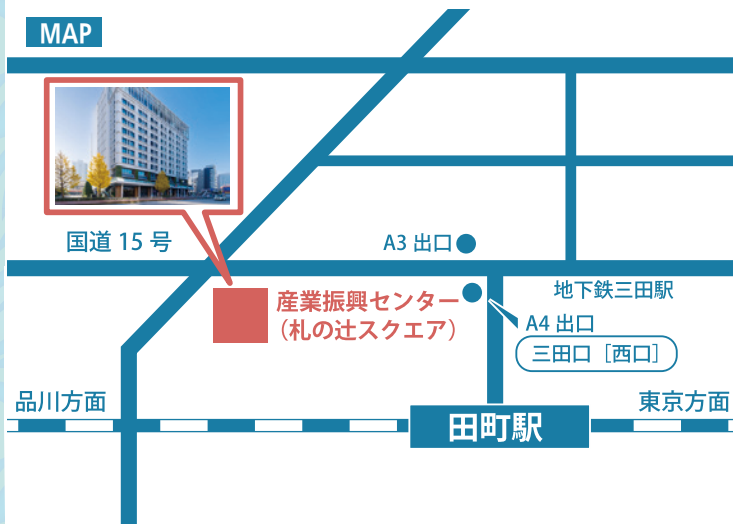 MAP
国道 15 号
A3 出口
産業振興センター
（札の辻スクエア）
地下鉄三田駅
A4 出口
三田口［西口］
品川方面
東京方面
田町駅